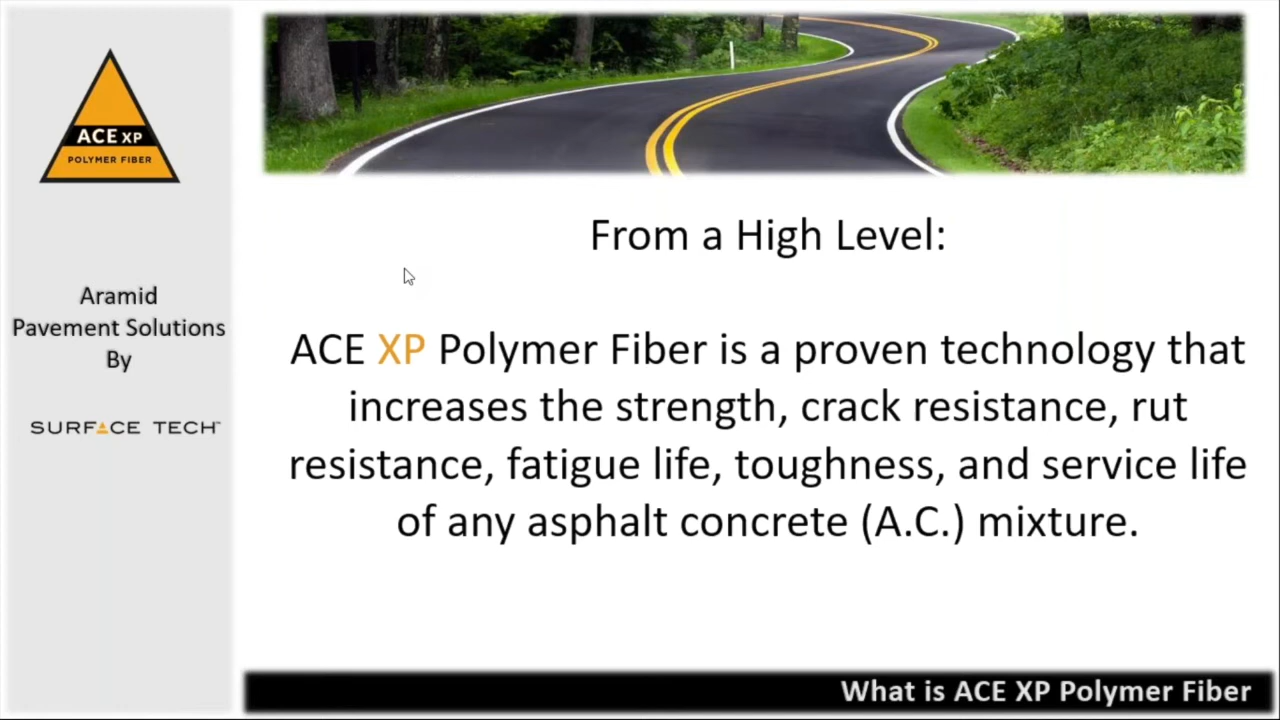 ACE XP
POLYMER FIBER
Aramid
Pavement Solutions
By
SURFACE TECH
From a High Level:
ACE XP Polymer Fiber is a proven technology that
increases the strength, crack resistance, rut
resistance, fatigue life, toughness, and service life
of any asphalt concrete (A.C.) mixture.
What is ACE XP Polymer Fiber